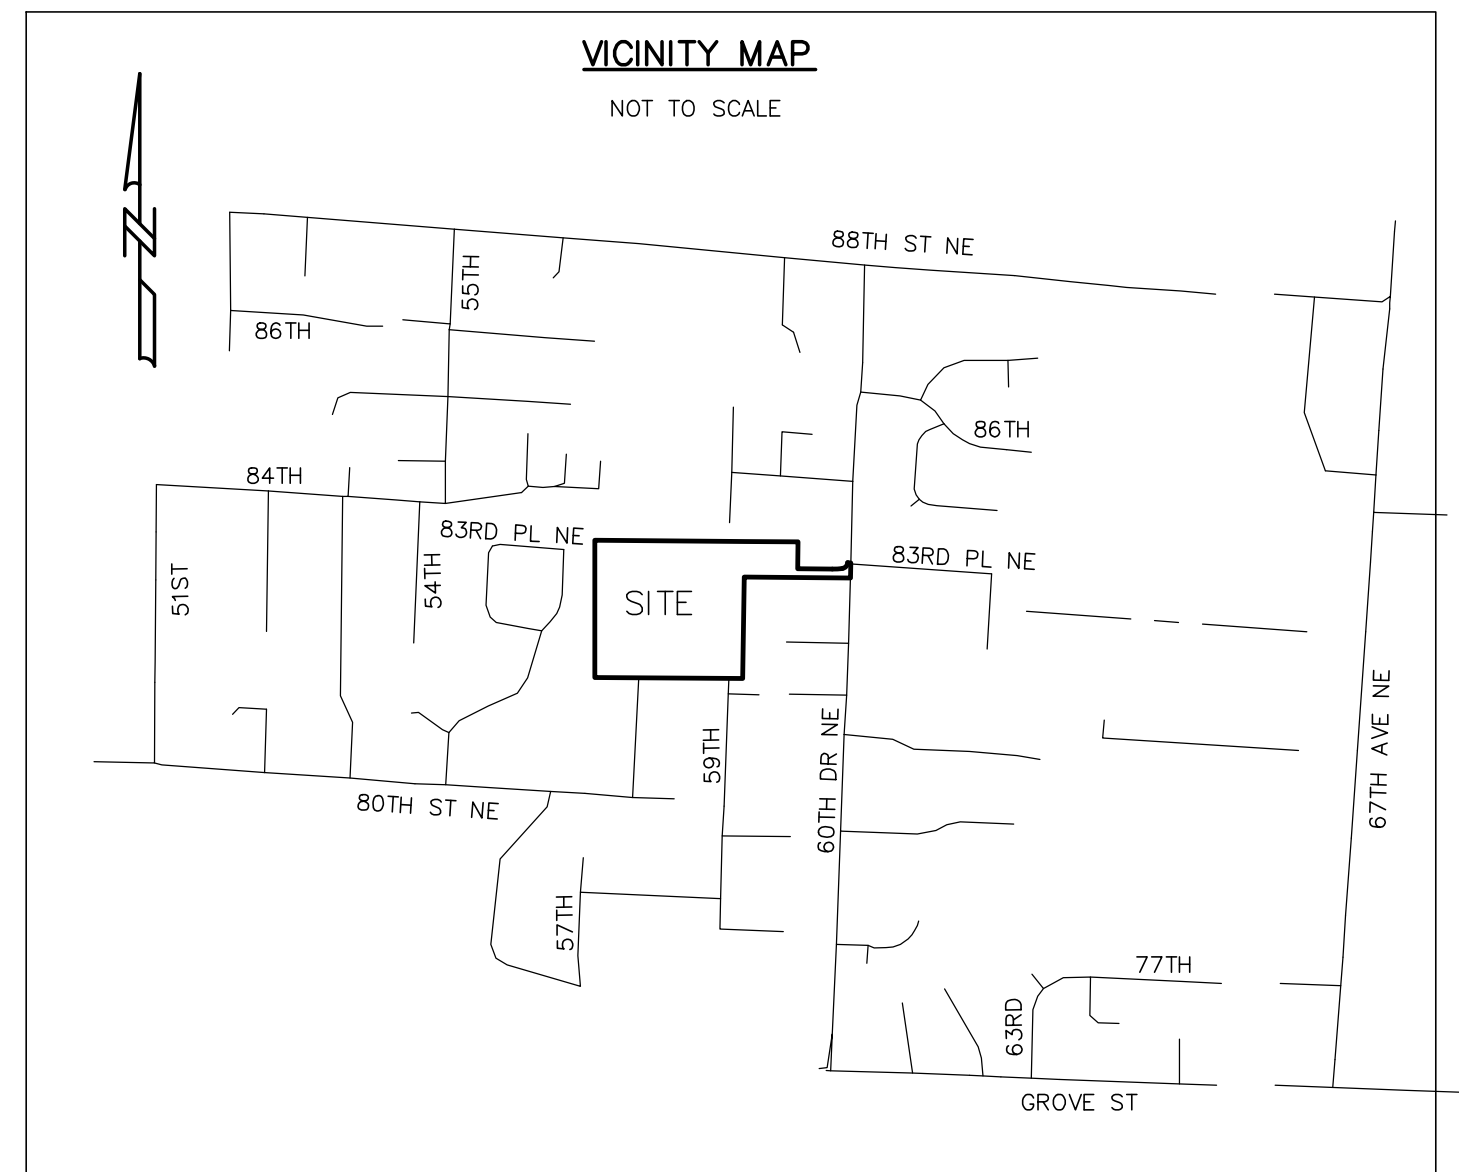 VICINITY MAP
NOT TO SCALE
N
88TH ST NE
55TH
86TH
86TH
84TH
83RD PL NE
83RD PL NE
51ST
54TH
SITE
67TH AVE NE
59TH
60TH DR NE
80TH ST NE
57TH
77TH
63RD
GROVE ST